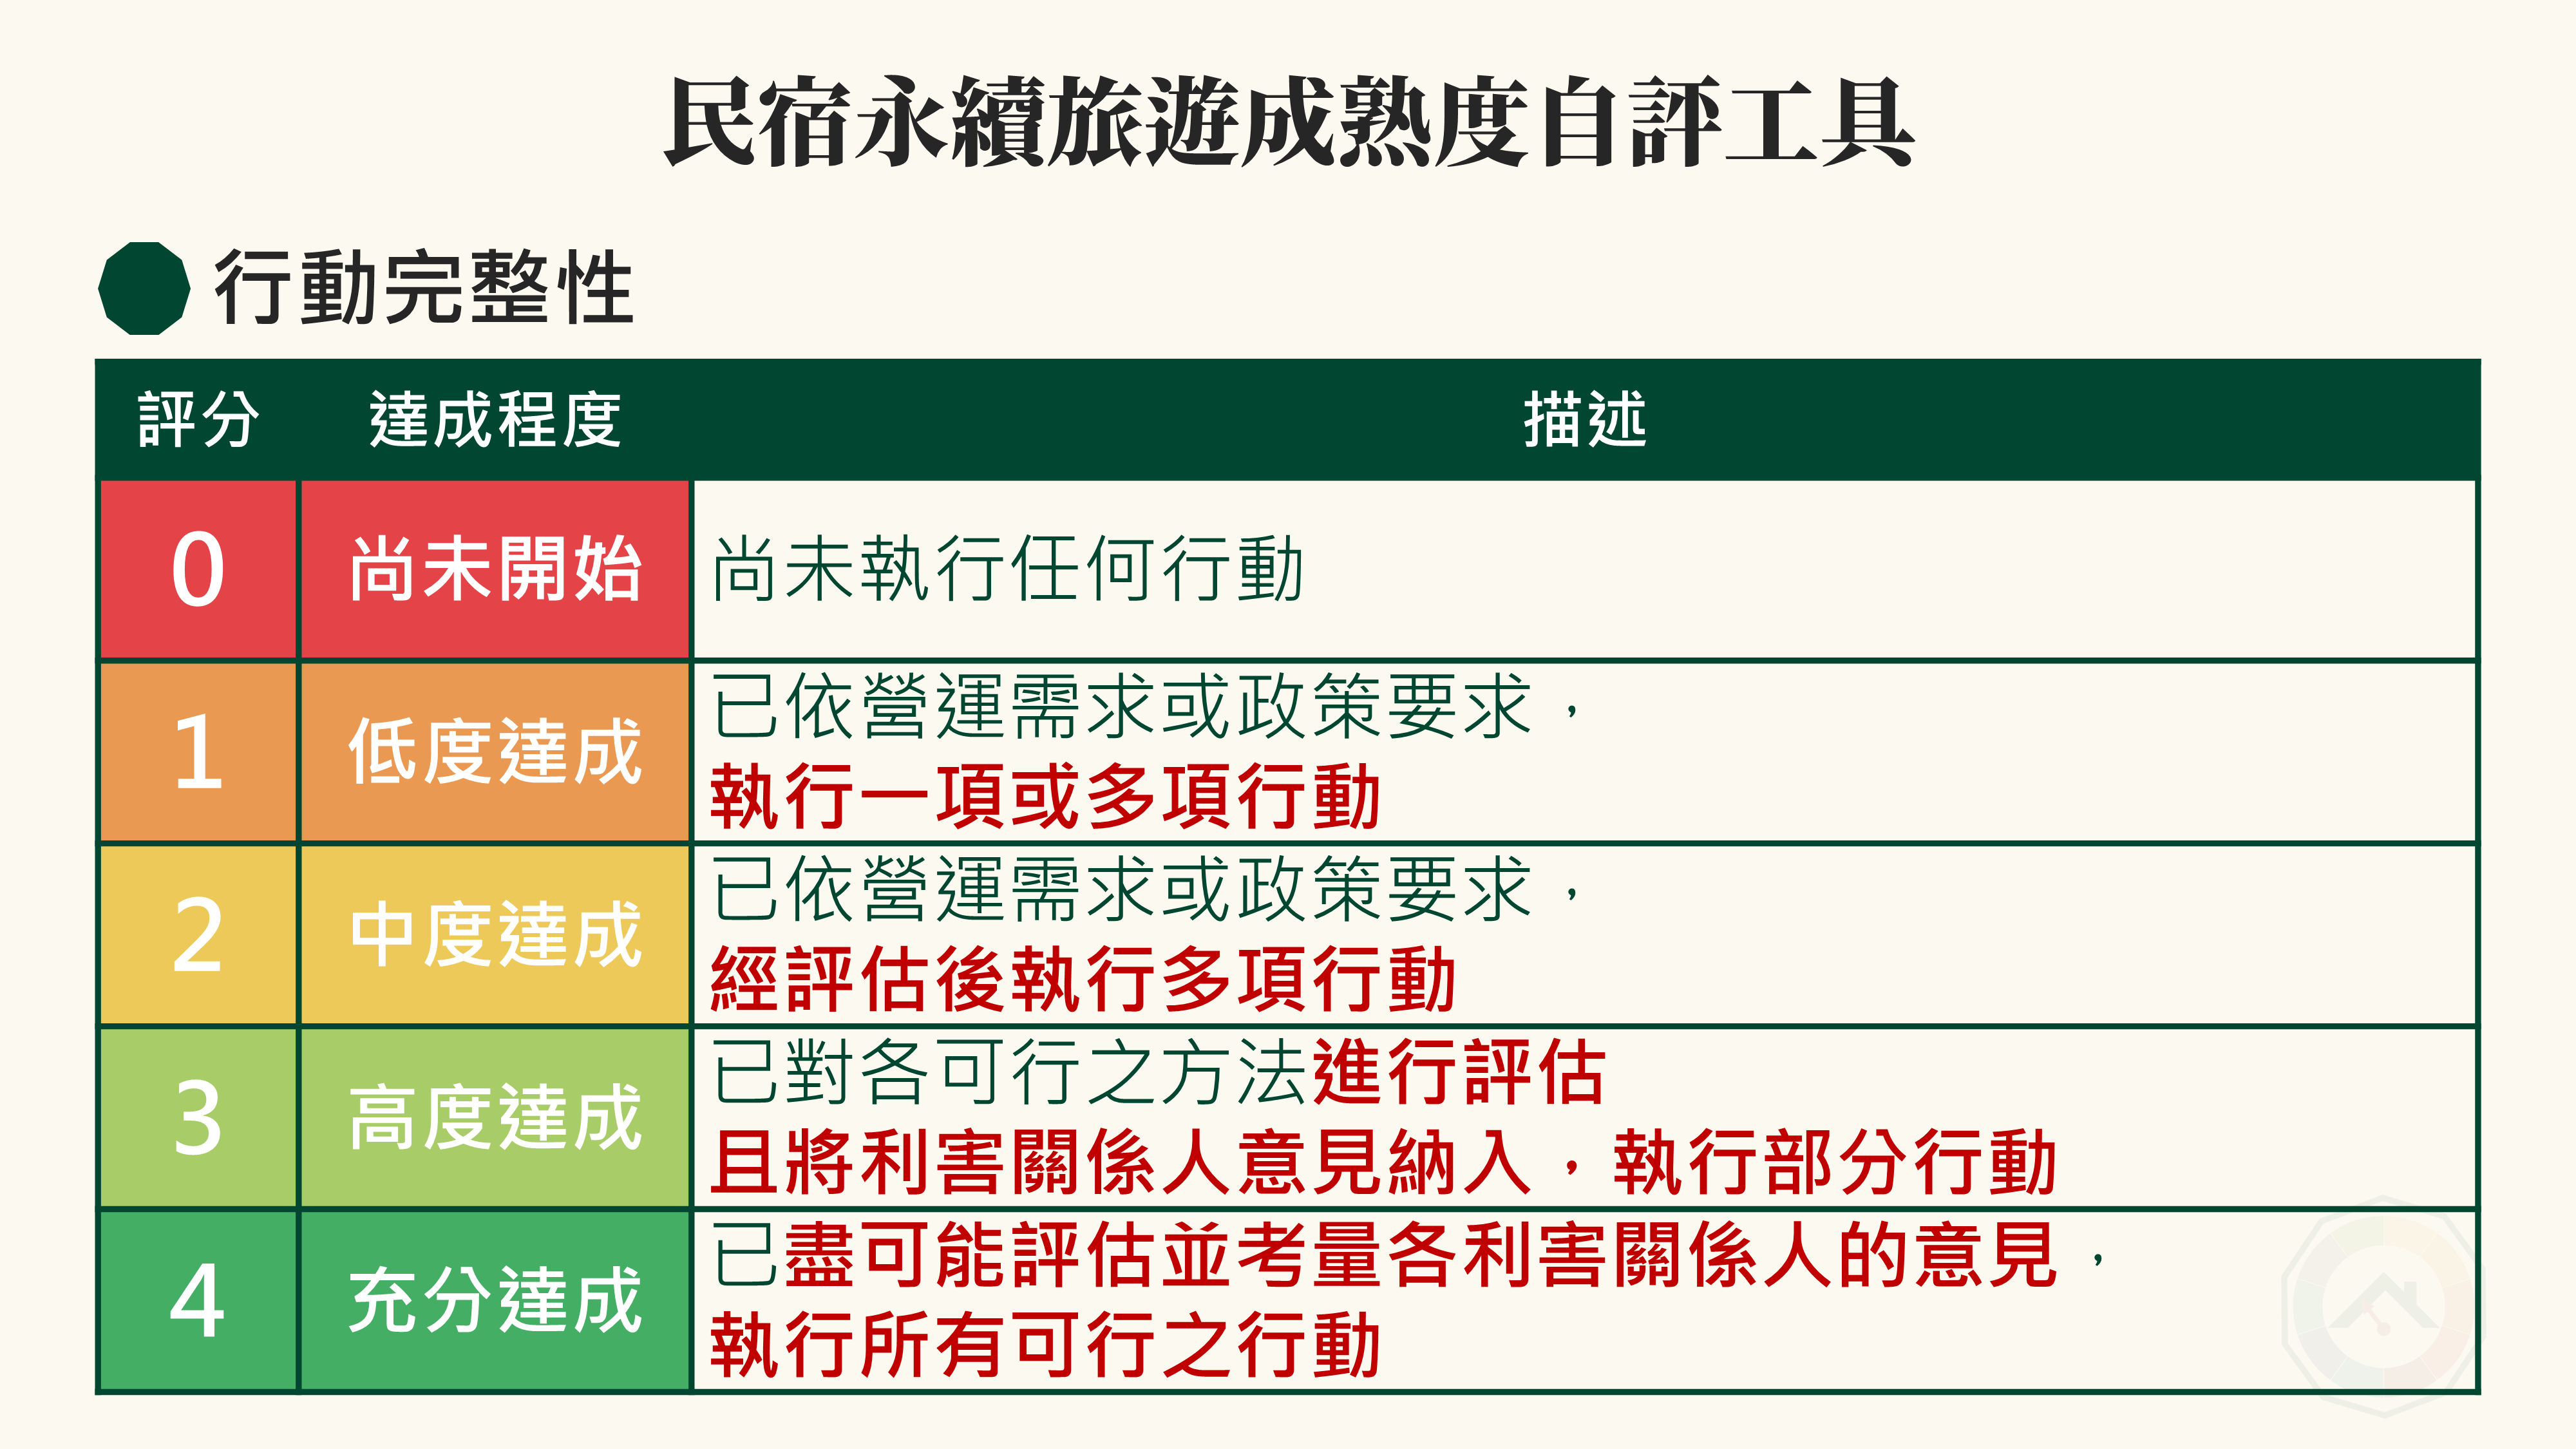 民宿永續旅遊成熟度自評工具
行動完整性
評分 達成程度 描述
0 尚未開始 尚未執行任何行動
1 低度達成 已依營運需求或政策要求，
執行一項或多項行動
2 中度達成 已依營運需求或政策要求，
經評估後執行多項行動
3 高度達成 已對各可行之方法進行評估
且將利害關係人意見納入，執行部分行動
4 充分達成 已盡可能評估並考量各利害關係人的意見，
執行所有可行之行動